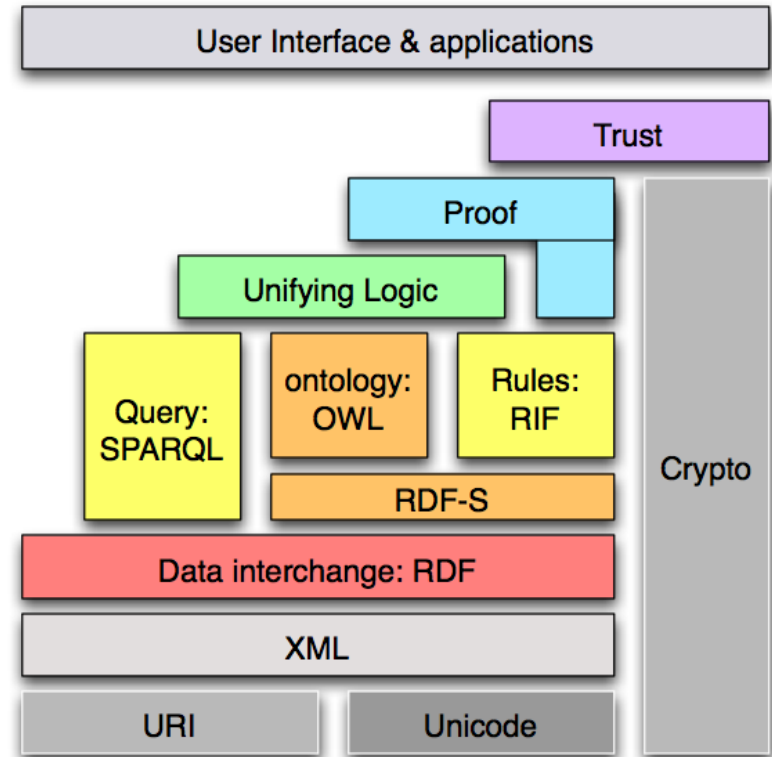 User Interface & applications
Trust
Proof
Unifying Logic
Query:
SPARQL
ontology:
OWL
Rules:
RIF
Crypto
RDF-S
Data interchange: RDF
XML
URI
Unicode